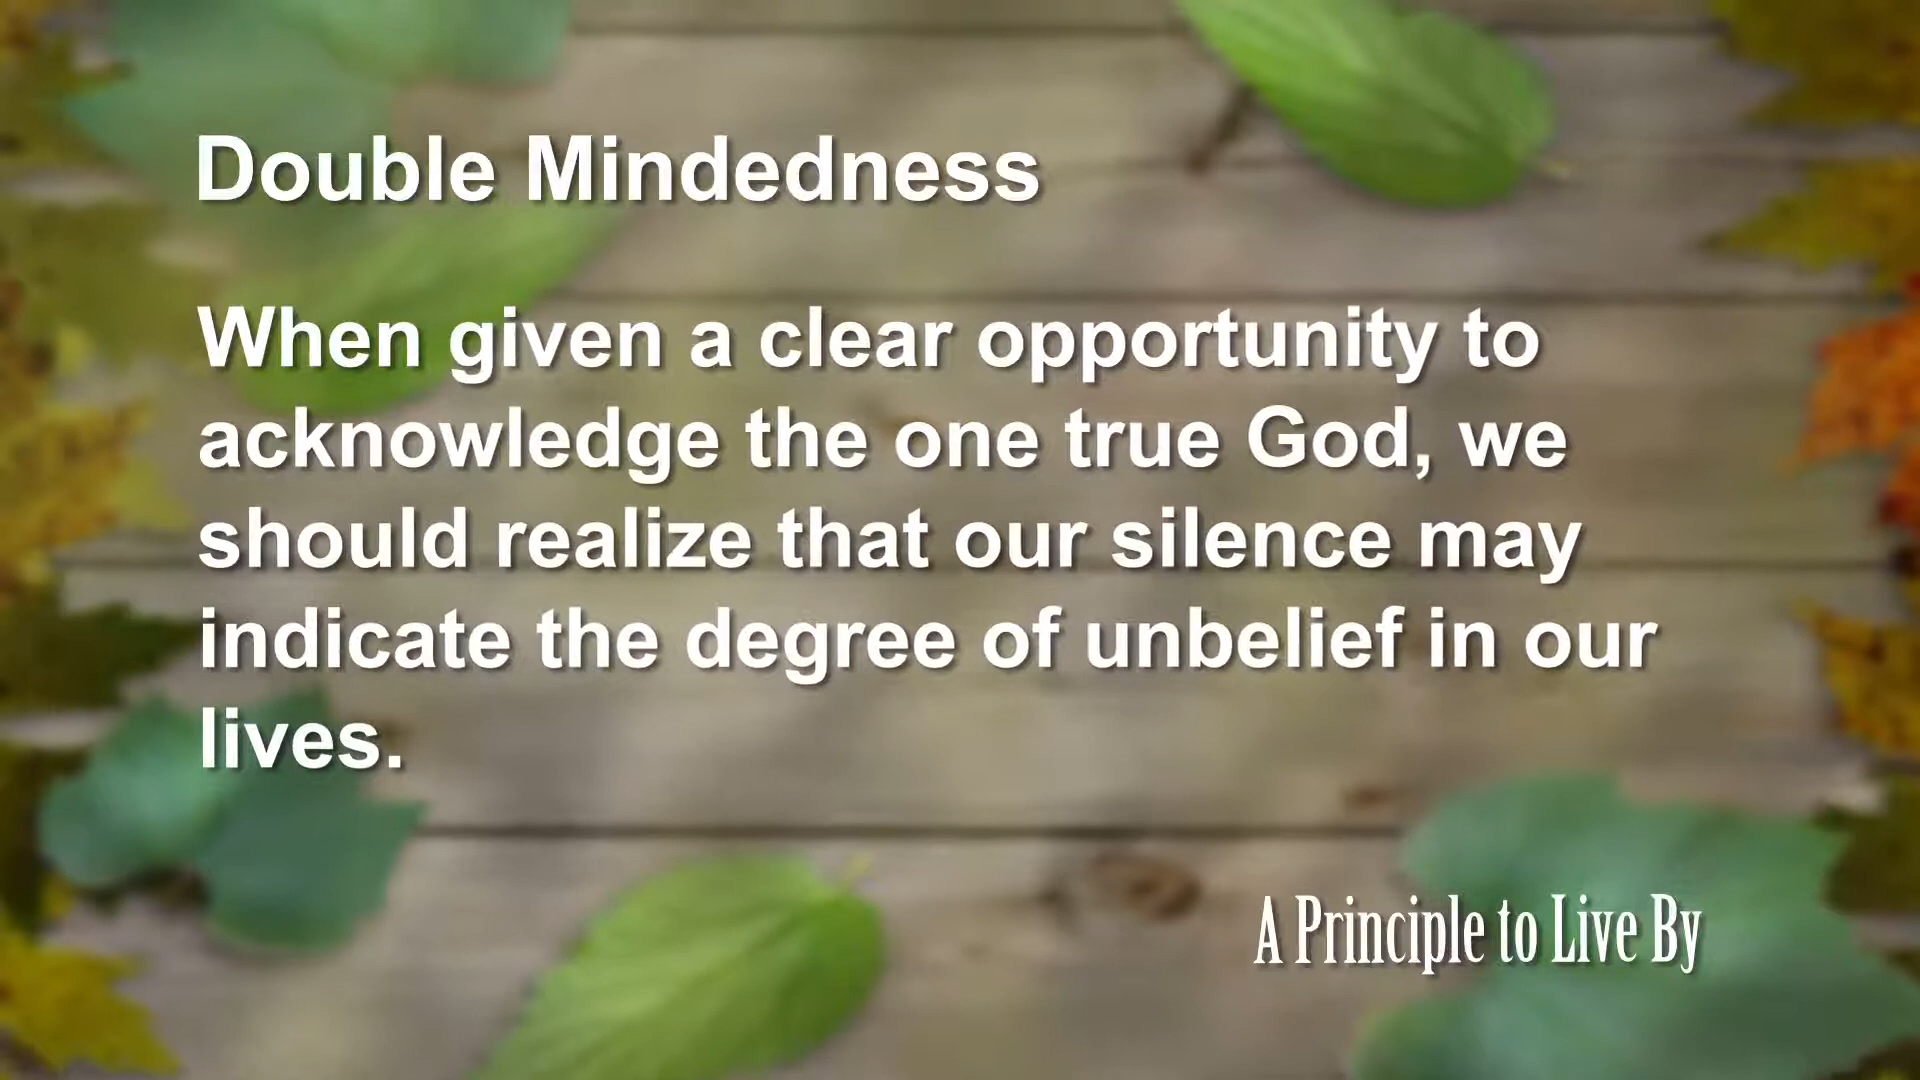 Double Mindedness
When given a clear opportunity to
acknowledge the one true God, we
should realize that our silence may
indicate the degree of unbelief in our
lives.
A Principle to Live By